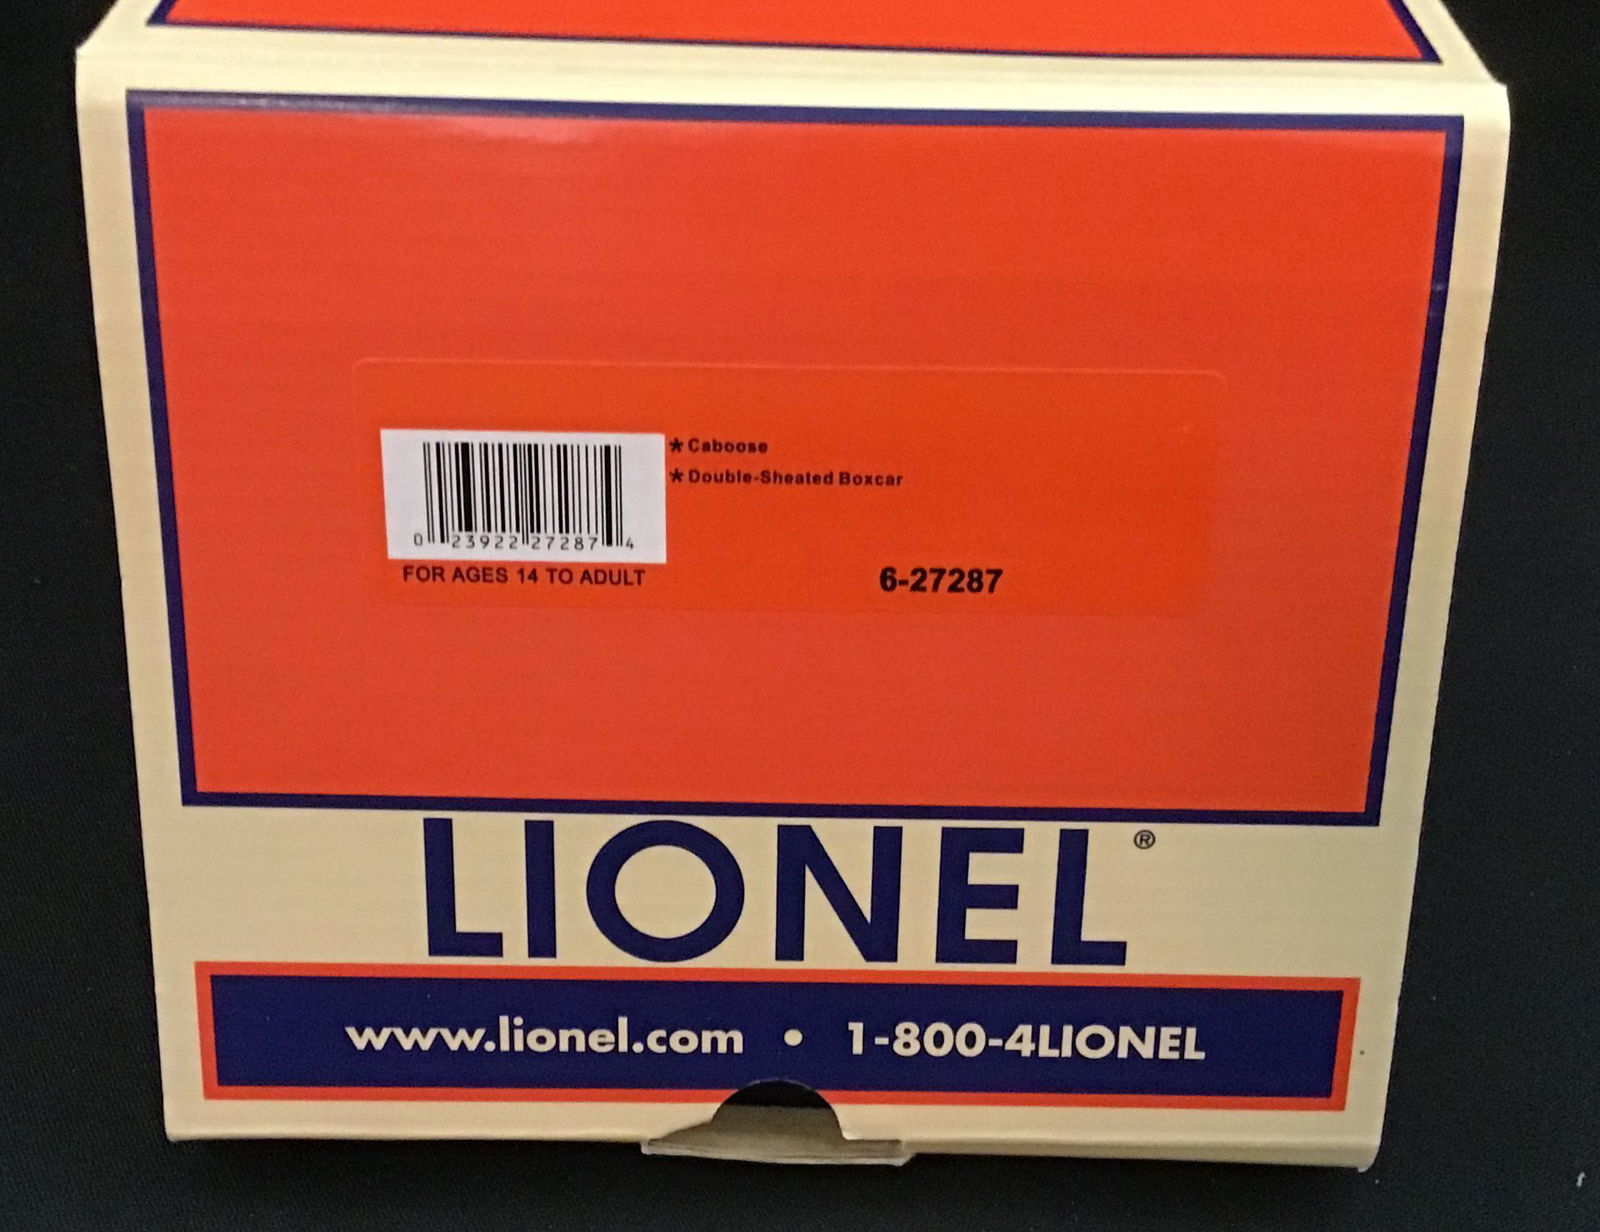 * Caboose
* Double-Sheated Boxcar
0 23922 27287 4
FOR AGES 14 TO ADULT
6-27287
LIONEL®
www.lionel.com • 1-800-4LIONEL